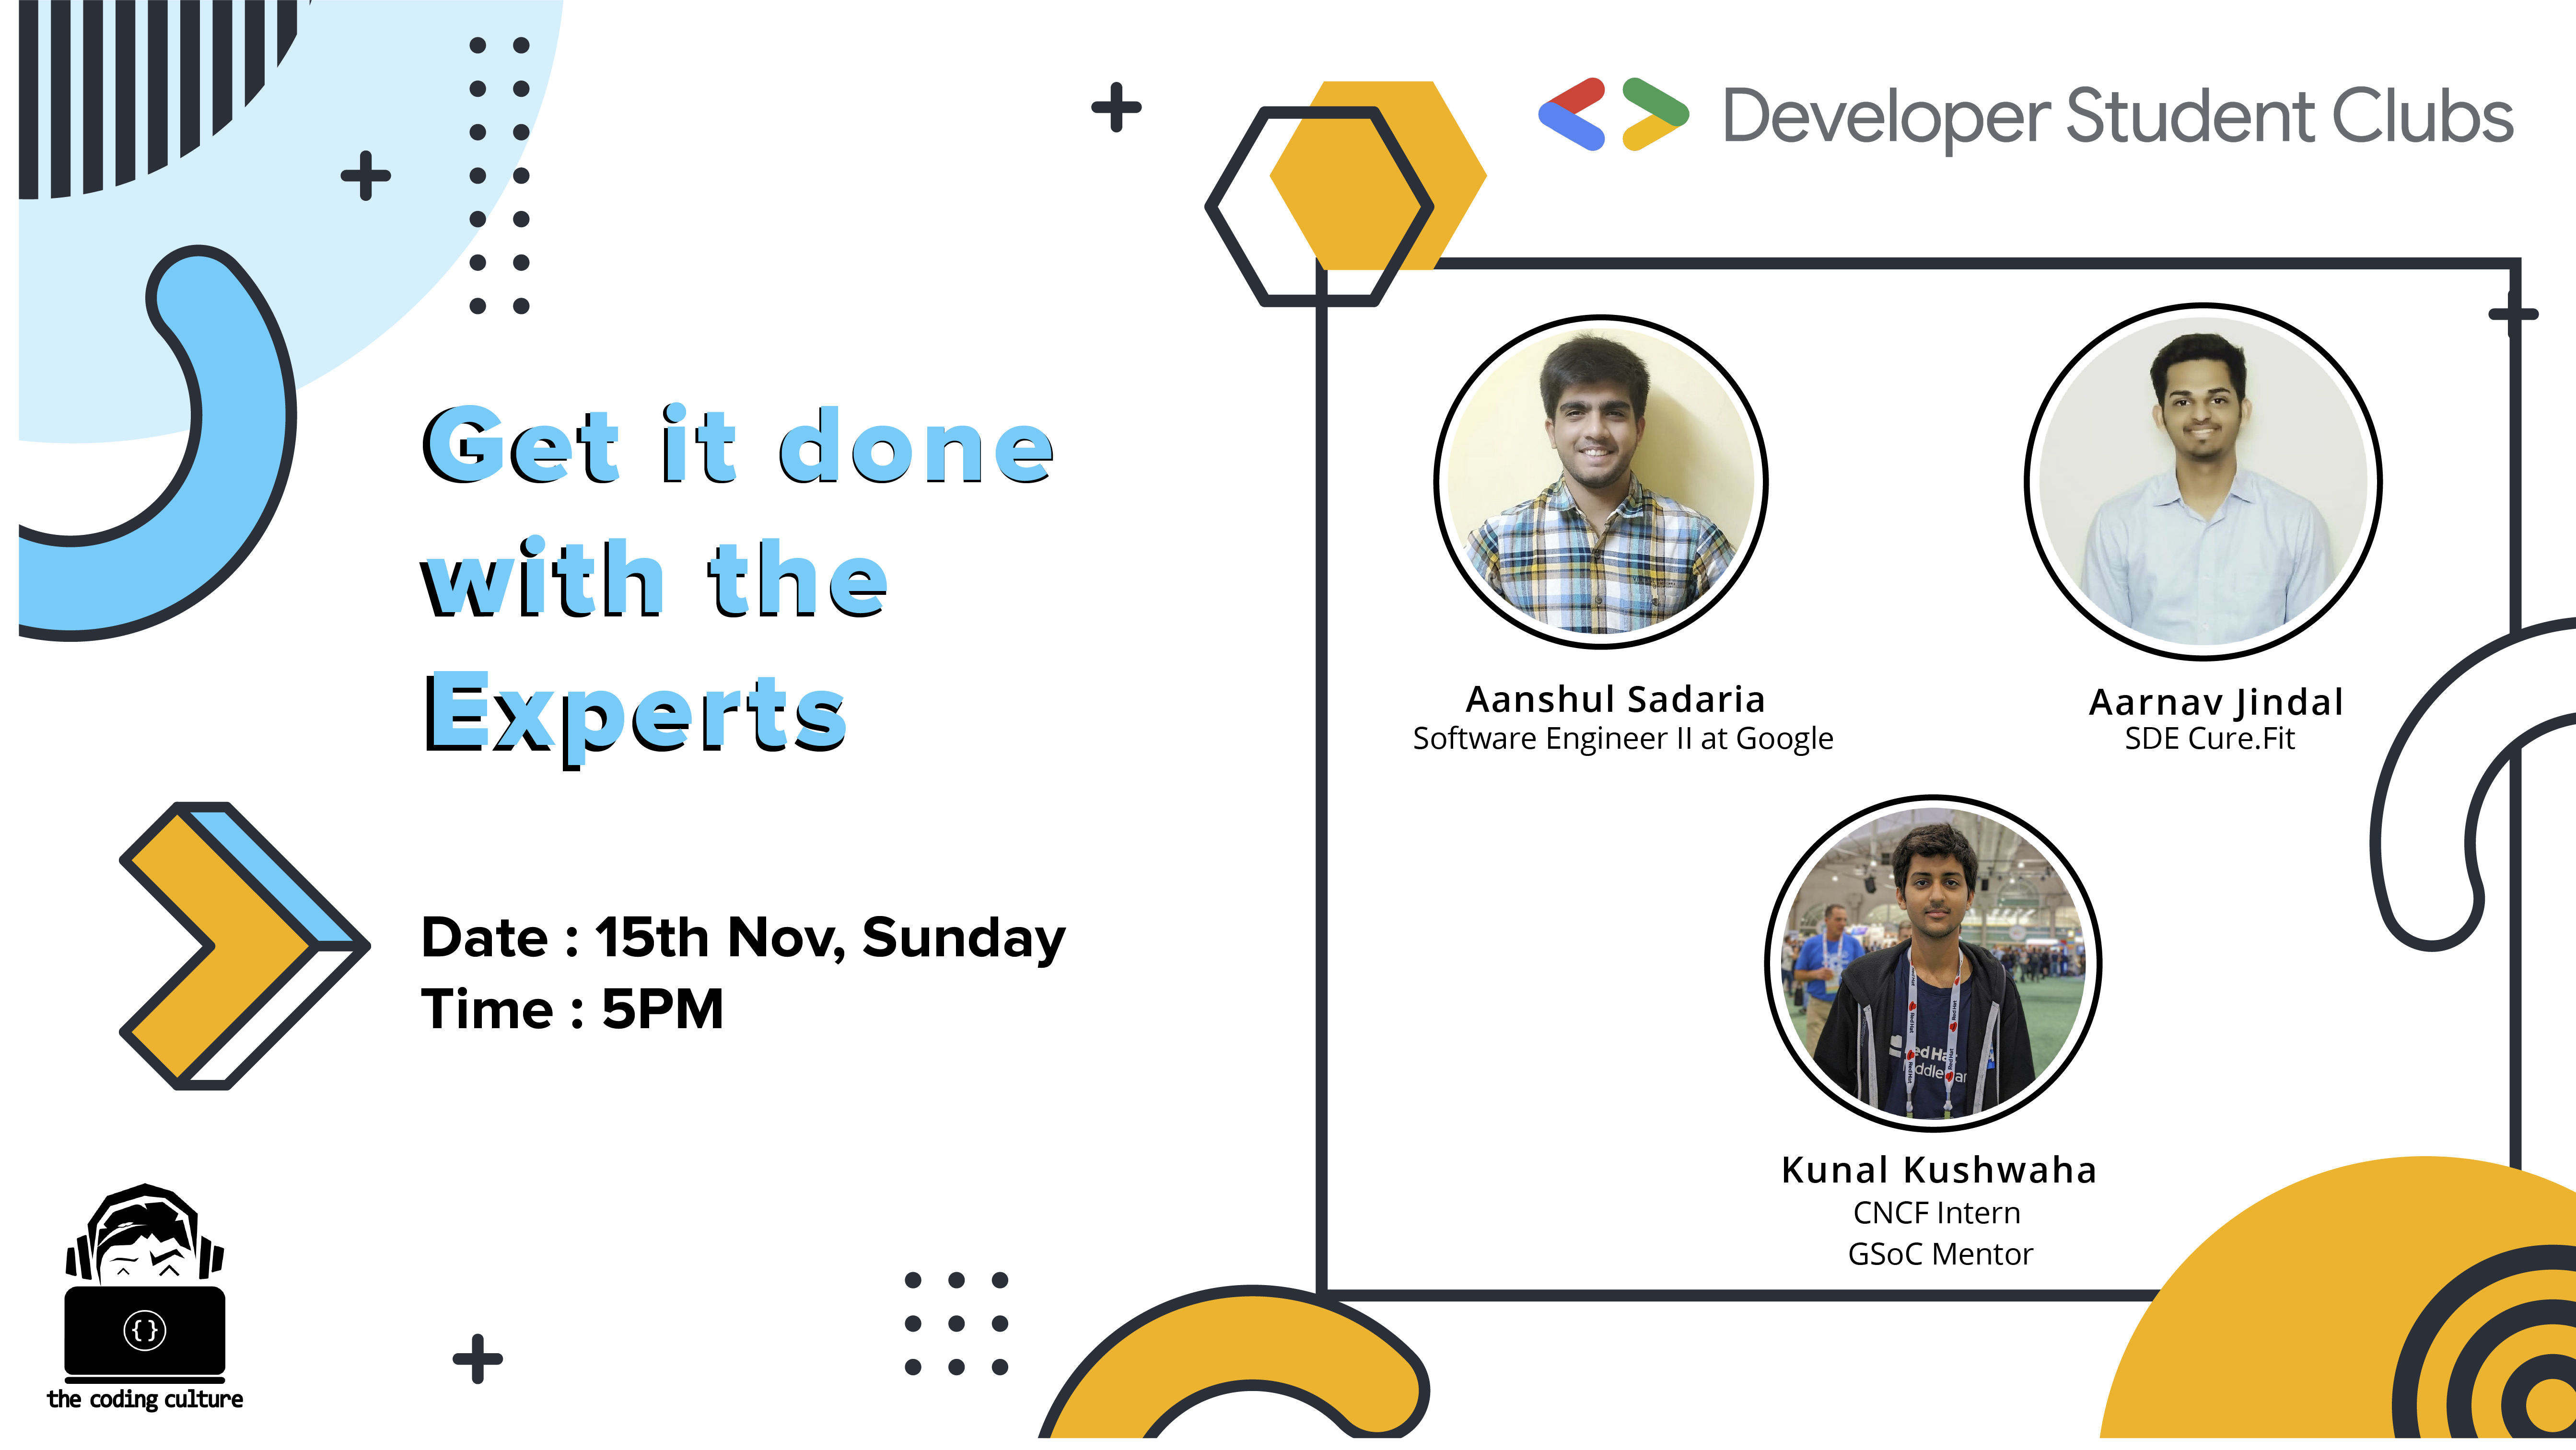 Developer Student Clubs
Get it done
with the
Experts
Date : 15th Nov, Sunday
Time : 5PM
Aanshul Sadaria
Software Engineer II at Google
Aarnav Jindal
SDE Cure.Fit
Kunal Kushwaha
CNCF Intern
GSoC Mentor
{}
the coding culture